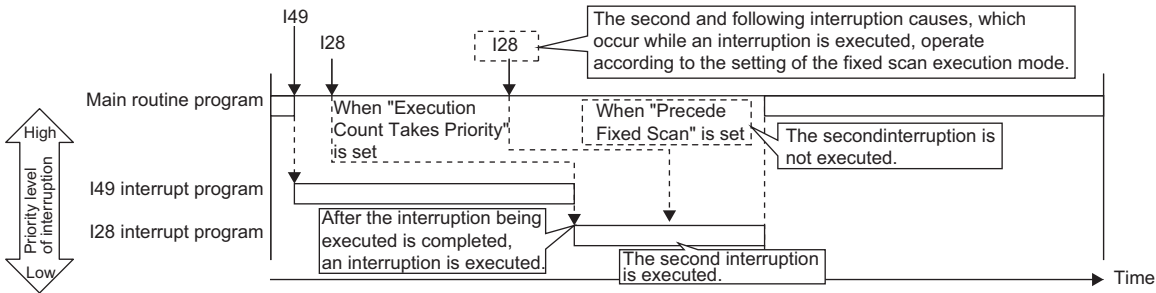 I49
I28
I28
The second and following interruption causes, which
occur while an interruption is executed, operate
according to the setting of the fixed scan execution mode.
Main routine program
When "Execution
Count Takes Priority"
is set
When "Precede
Fixed Scan" is set
The secondinterruption is
not executed.
High
Priority level
of interruption
Low
I49 interrupt program
After the interruption being
executed is completed,
an interruption is executed.
I28 interrupt program
The second interruption
is executed.
Time